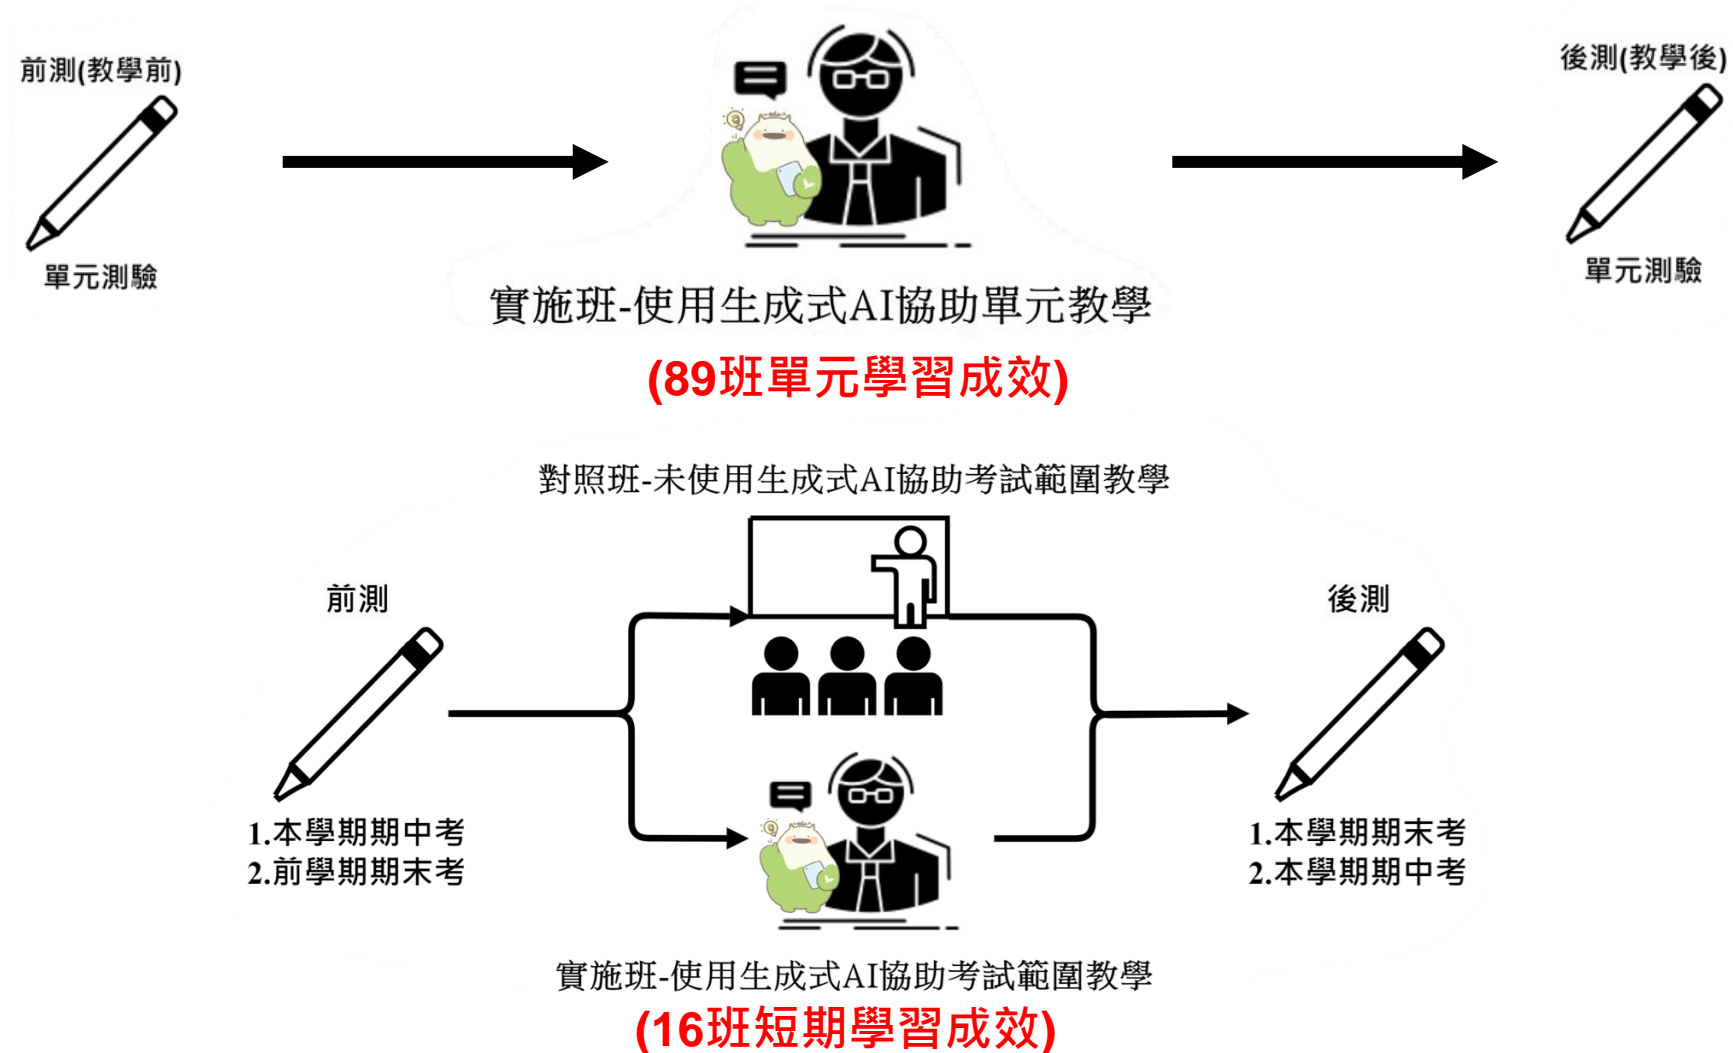 前測(教學前)
後測(教學後)
單元測驗
單元測驗
實施班-使用生成式AI協助單元教學
(89班單元學習成效)
對照班-未使用生成式AI協助考試範圍教學
前測
後測
1.本學期期中考
2.前學期期末考
1.本學期期末考
2.本學期期中考
實施班-使用生成式AI協助考試範圍教學
(16班短期學習成效)